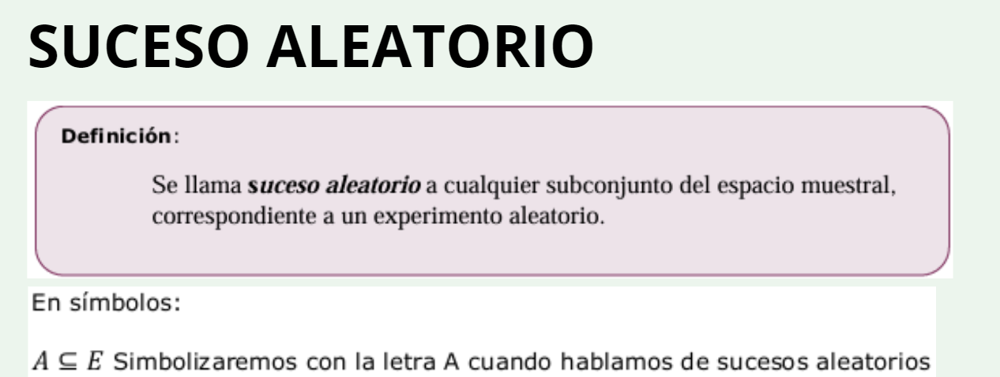 SUCESO ALEATORIO
Definición:
Se llama suceso aleatorio a cualquier subconjunto del espacio muestral,
correspondiente a un experimento aleatorio.
En símbolos:
A ⊆ E Simbolizaremos con la letra A cuando hablamos de sucesos aleatorios